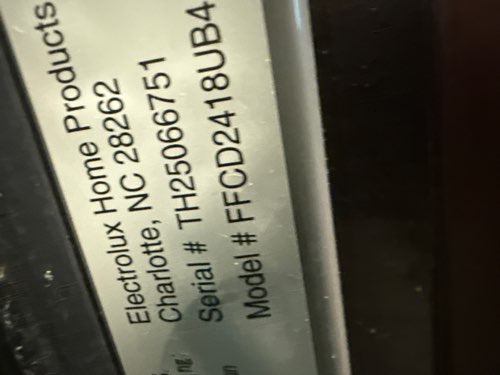 Electrolux Home Products
Charlotte, NC 28262
Serial # TH25066751
Model # FFCD2418UB4